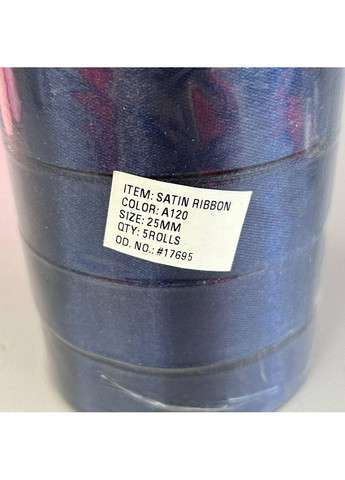 ITEM: SATIN RIBBON
COLOR: A120
SIZE: 25MM
QTY: 5ROLLS
OD. NO.: #17695